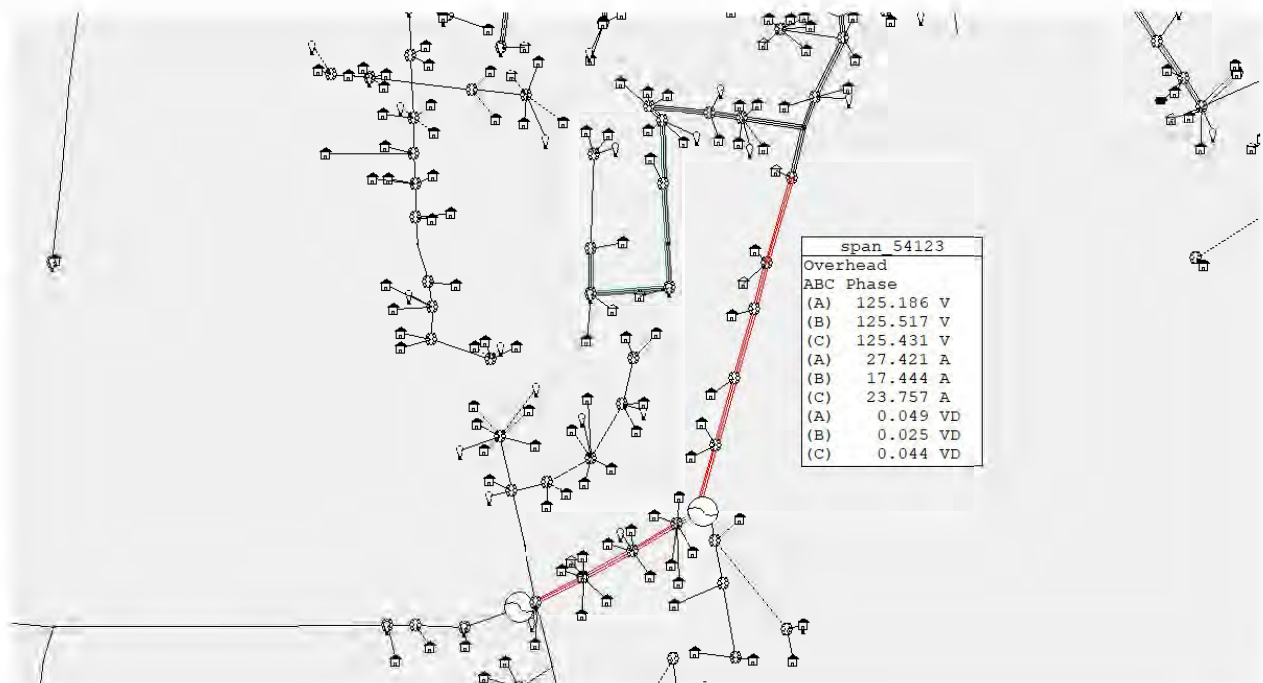 span_54123
Overhead
ABC Phase
(A) 125.186 V
(B) 125.517 V
(C) 125.431 V
(A) 27.421 A
(B) 17.444 A
(C) 23.757 A
(A) 0.049 VD
(B) 0.025 VD
(C) 0.044 VD